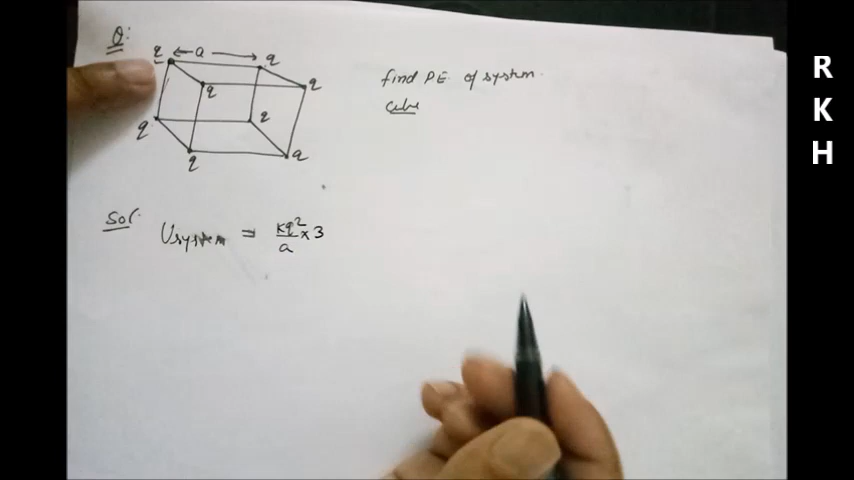 Q:
q ← a → q
q q
q q
q q
find PE of system.
cube
Sol:
Usystem = kq²/a × 3
R
K
H